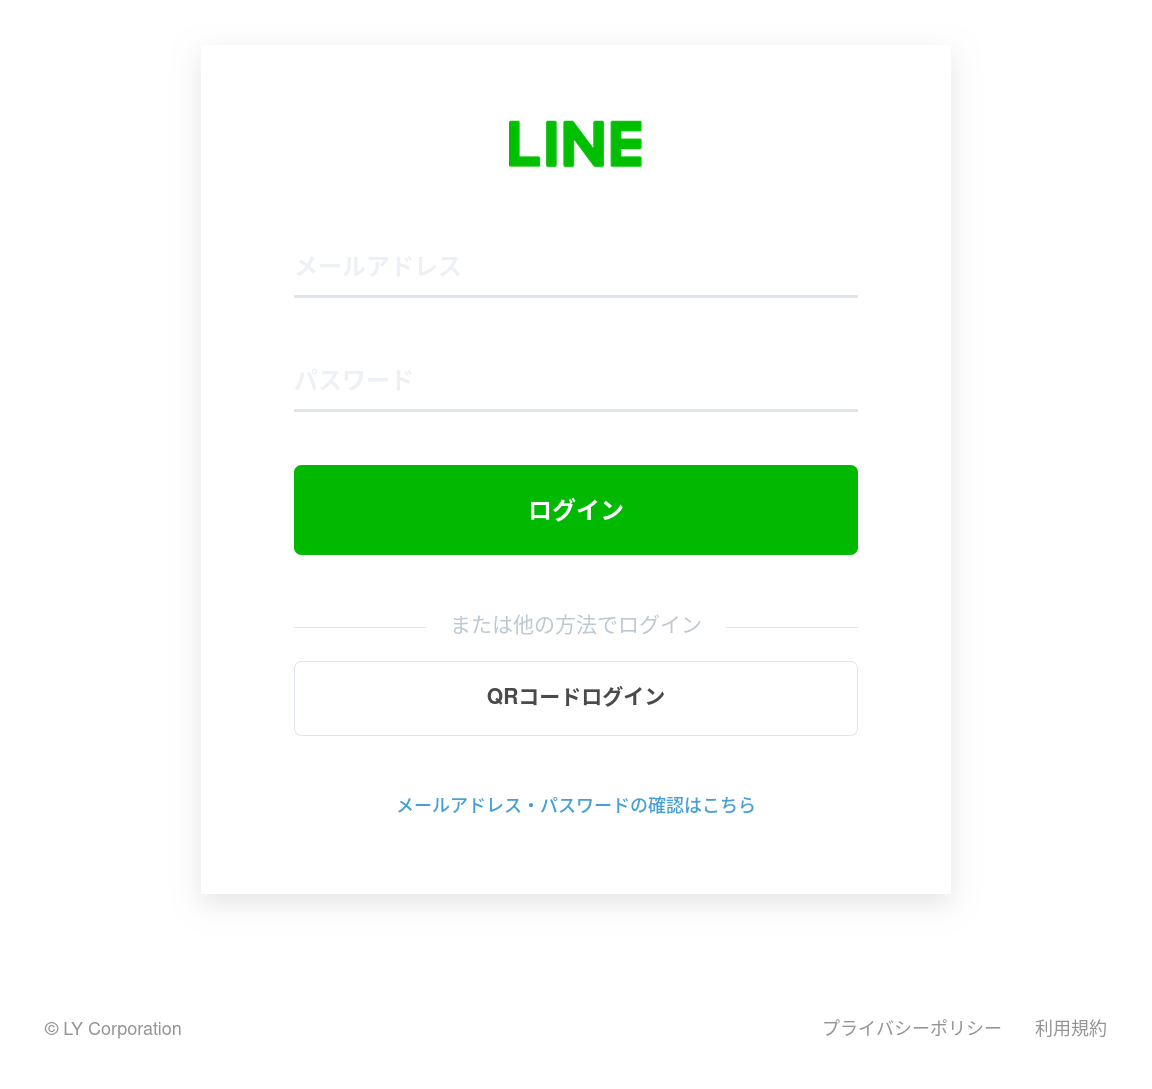 LINE
メールアドレス
パスワード
ログイン
または他の方法でログイン
QRコードログイン
メールアドレス・パスワードの確認はこちら
© LY Corporation
プライバシーポリシー 利用規約